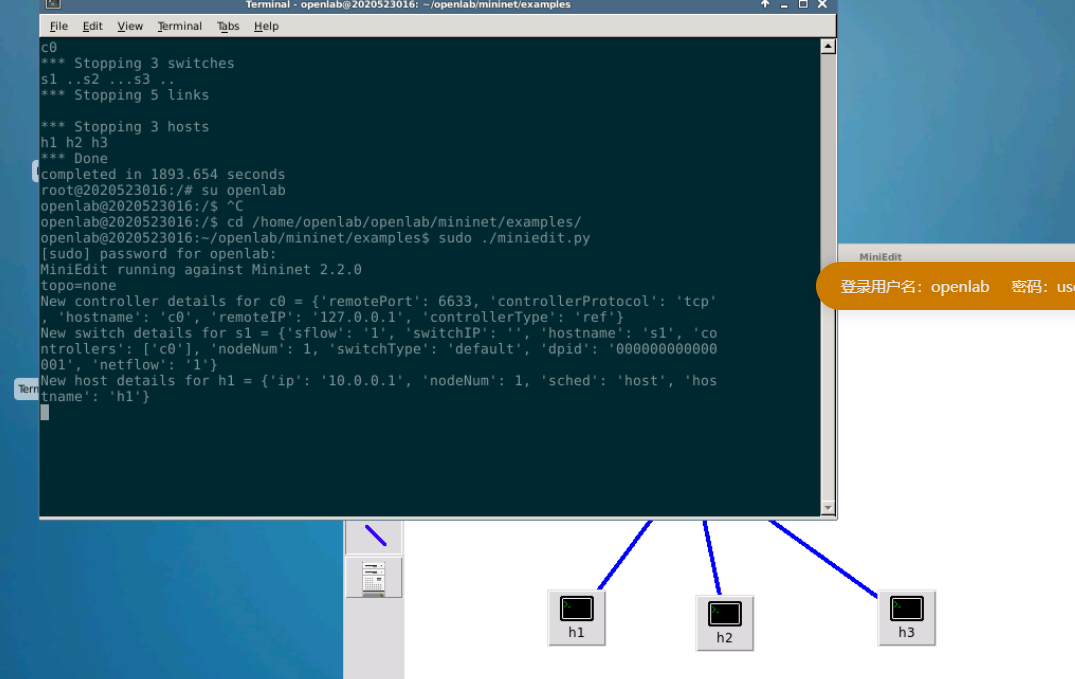 Terminal - openlab@2020523016: ~/openlab/mininet/examples
File Edit View Terminal Tabs Help
c0
*** Stopping 3 switches
s1 ..s2 ...s3 ..
*** Stopping 5 links
*** Stopping 3 hosts
h1 h2 h3
*** Done
completed in 1893.654 seconds
root@2020523016:/# su openlab
openlab@2020523016:/$ ^C
openlab@2020523016:/$ cd /home/openlab/openlab/mininet/examples/
openlab@2020523016:~/openlab/mininet/examples$ sudo ./miniedit.py
[sudo] password for openlab:
MiniEdit running against Mininet 2.2.0
topo=none
New controller details for c0 = {'remotePort': 6633, 'controllerProtocol': 'tcp'
, 'hostname': 'c0', 'remoteIP': '127.0.0.1', 'controllerType': 'ref'}
New switch details for s1 = {'sflow': '1', 'switchIP': '', 'hostname': 's1', 'co
ntrollers': ['c0'], 'nodeNum': 1, 'switchType': 'default', 'dpid': '000000000000
001', 'netflow': '1'}
New host details for h1 = {'ip': '10.0.0.1', 'nodeNum': 1, 'sched': 'host', 'hos
tname': 'h1'}
MiniEdit
登录用户名：openlab 密码：use
Term
h1
h2
h3